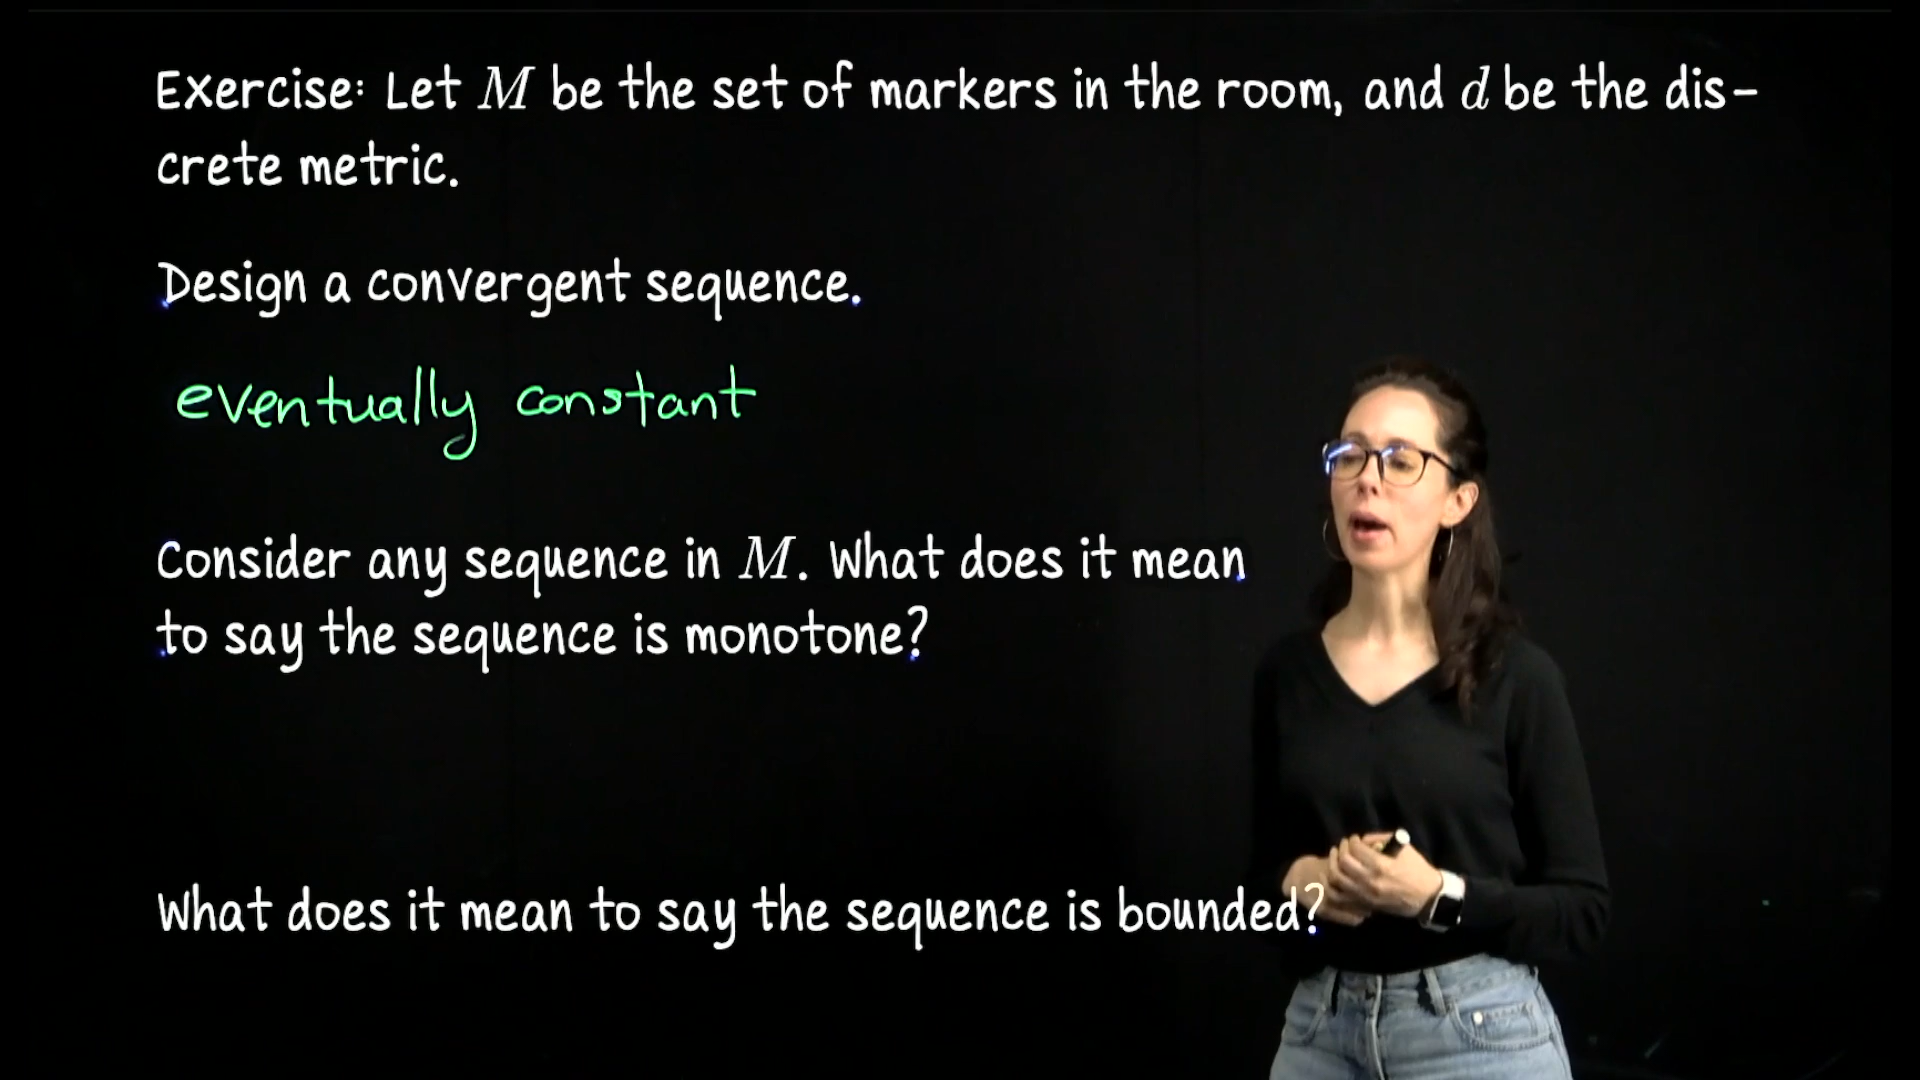 Exercise: Let M be the set of markers in the room, and d be the dis-
crete metric.
Design a convergent sequence.
eventually constant
Consider any sequence in M. What does it mean
to say the sequence is monotone?
What does it mean to say the sequence is bounded?